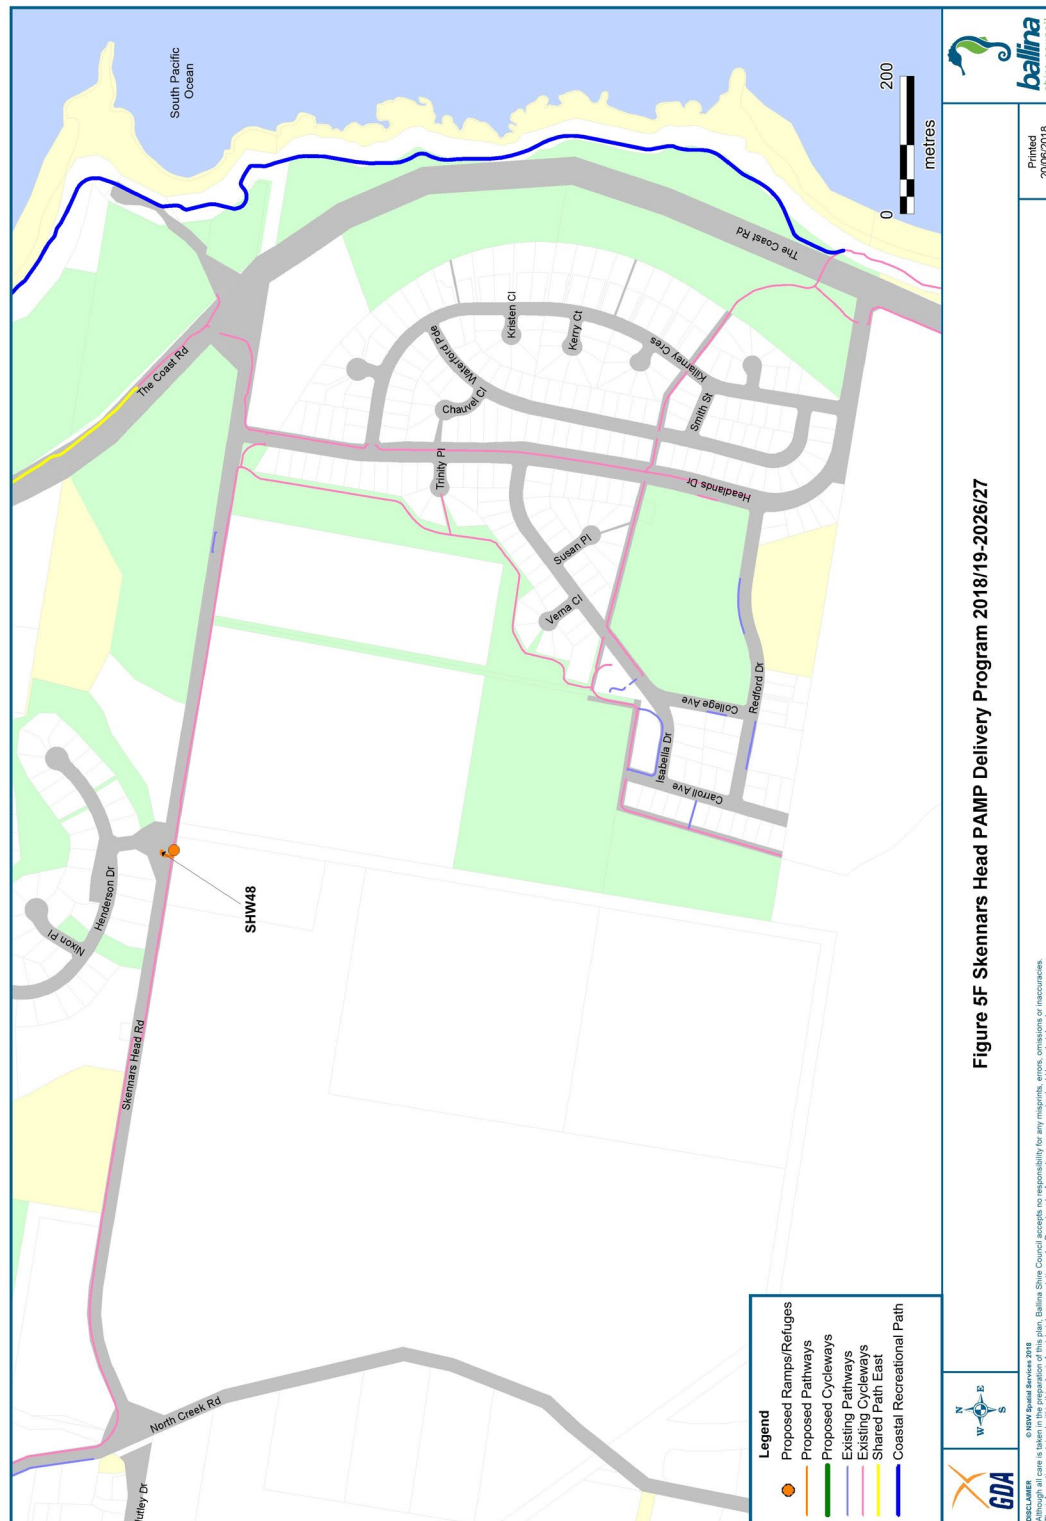 South Pacific
Ocean
The Coast Rd
The Coast Rd
Waterford Pde
Kristen Cl
Kerry Ct
Killarney Cres
Smith St
Chauvel Cl
Trinity Pl
Headlands Dr
Susan Pl
Verna Cl
Redford Dr
College Ave
Isabella Dr
Carroll Ave
Henderson Dr
Nixon Pl
SHW48
Skennars Head Rd
North Creek Rd
0
200
metres
Legend
Proposed Ramps/Refuges
Proposed Pathways
Proposed Cycleways
Existing Pathways
Existing Cycleways
Shared Path East
Coastal Recreational Path
Figure 5F Skennars Head PAMP Delivery Program 2018/19-2026/27
ballina
Printed
20/06/2018
N
W
E
S
GDA
DISCLAIMER
© NSW Spatial Services 2018
Although all care is taken in the preparation of this plan, Ballina Shire Council accepts no responsibility for any misprints, errors, omissions or inaccuracies.